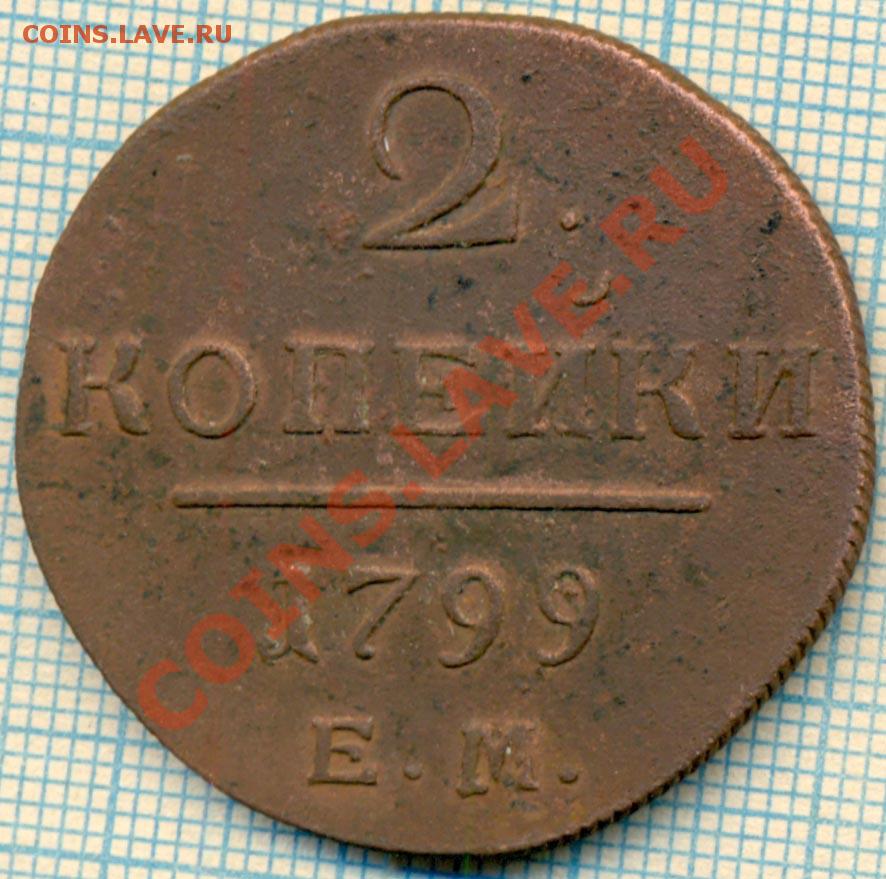 COINS.LAVE.RU
2.
КОПЕЙКИ
1799
Е.М.
COINS.LAVE.RU